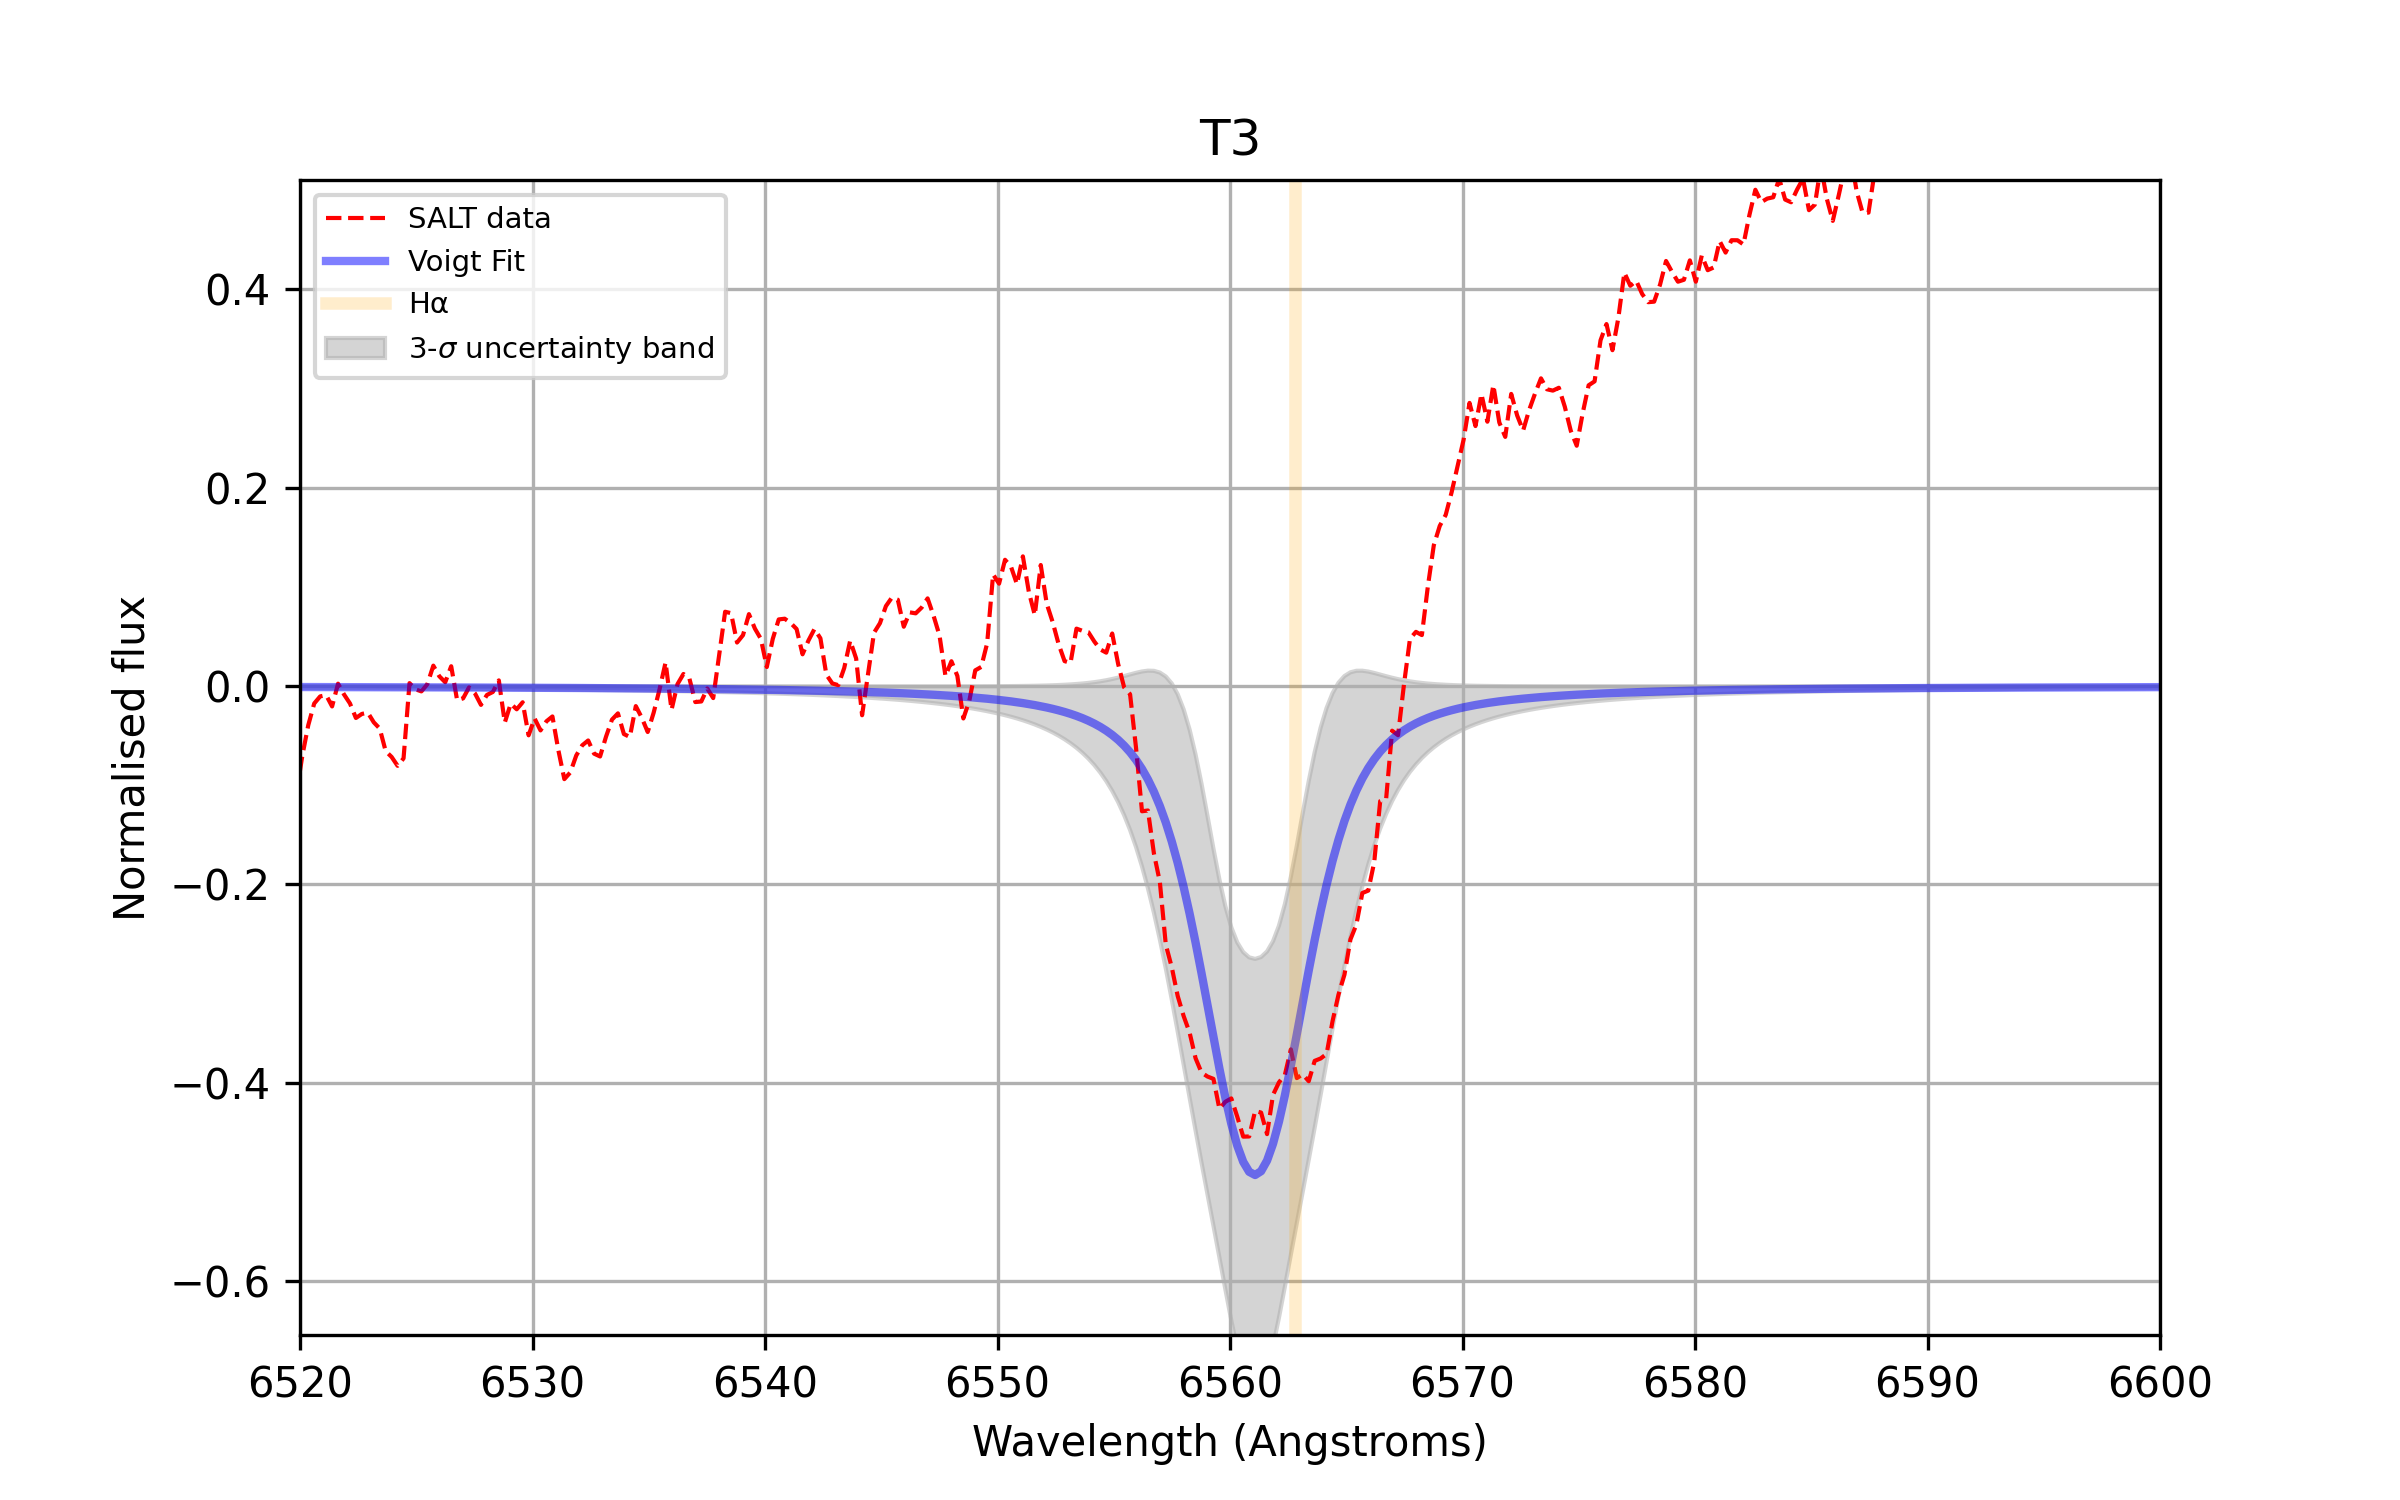 T3
SALT data
Voigt Fit
Hα
3-σ uncertainty band
Normalised flux
0.4
0.2
0.0
−0.2
−0.4
−0.6
6520 6530 6540 6550 6560 6570 6580 6590 6600
Wavelength (Angstroms)